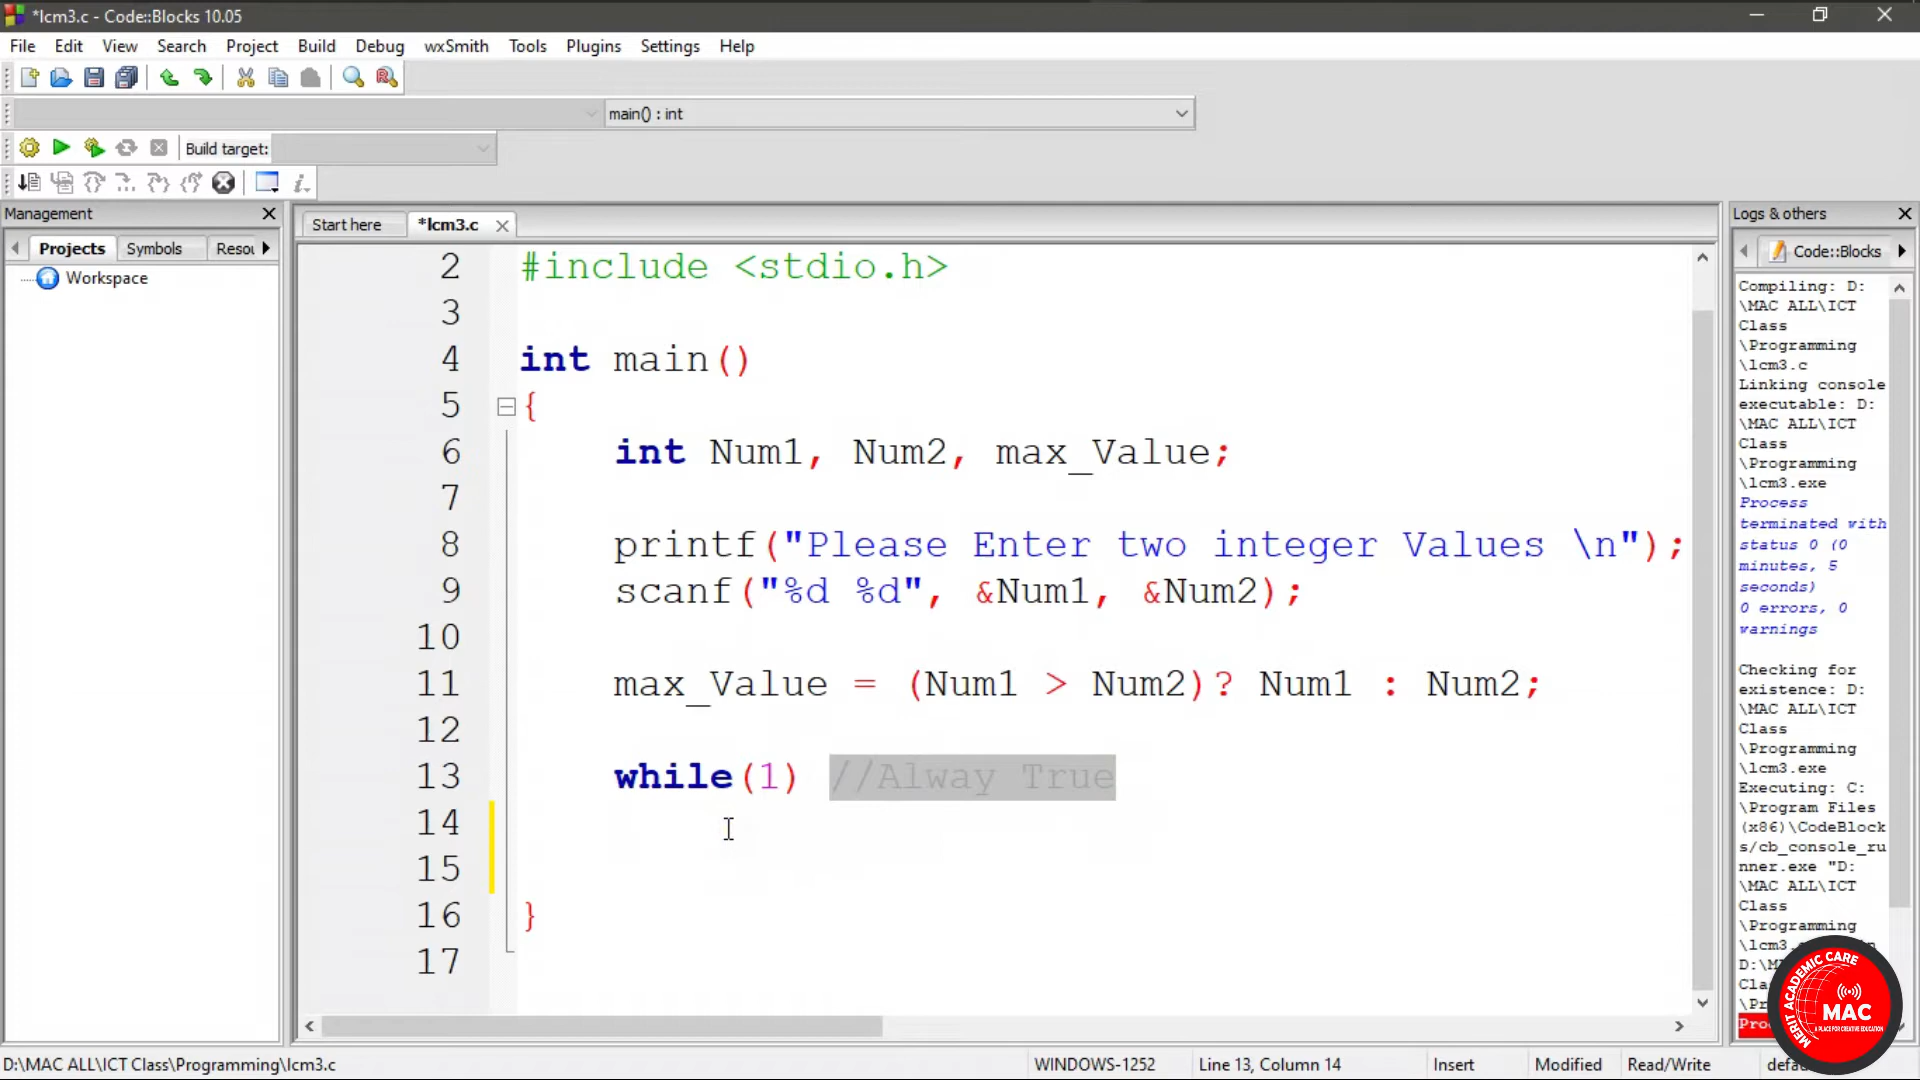 *lcm3.c - Code::Blocks 10.05
File Edit View Search Project Build Debug wxSmith Tools Plugins Settings Help
main() : int
Build target:
Management
Projects Symbols Resou
Workspace
Start here *lcm3.c
2 #include <stdio.h>
3
4 int main()
5 {
6 int Num1, Num2, max_Value;
7
8 printf("Please Enter two integer Values \n");
9 scanf("%d %d", &Num1, &Num2);
10
11 max_Value = (Num1 > Num2)? Num1 : Num2;
12
13 while(1) //Alway True
14
15
16 }
17
Logs & others
Code::Blocks
Compiling: D:
\MAC ALL\ICT
Class
\Programming
\lcm3.c
Linking console
executable: D:
\MAC ALL\ICT
Class
\Programming
\lcm3.exe
Process
terminated with
status 0 (0
minutes, 5
seconds)
0 errors, 0
warnings
Checking for
existence: D:
\MAC ALL\ICT
Class
\Programming
\lcm3.exe
Executing: C:
\Program Files
(x86)\CodeBlock
s/cb_console_ru
nner.exe "D:
\MAC ALL\ICT
Class
\Programming
MERIT ACADEMIC CARE
MAC
A PLACE FOR CREATIVE EDUCATION
D:\MAC ALL\ICT Class\Programming\lcm3.c WINDOWS-1252 Line 13, Column 14 Insert Modified Read/Write